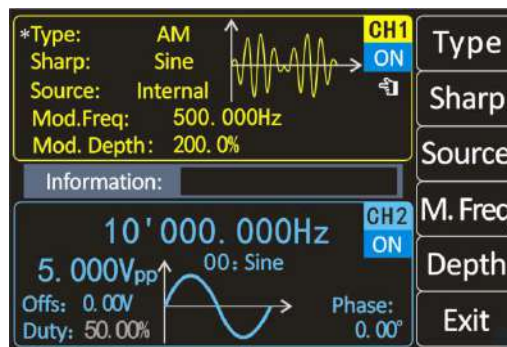 *Type: AM CH1
Sharp: Sine ON
Source: Internal
Mod.Freq: 500.000Hz
Mod. Depth: 200.0%
Information:
10'000.000Hz CH2
ON
5.000Vpp 00: Sine
Offs: 0.00V Phase:
Duty: 50.00% 0.00°
Type
Sharp
Source
M. Freq
Depth
Exit